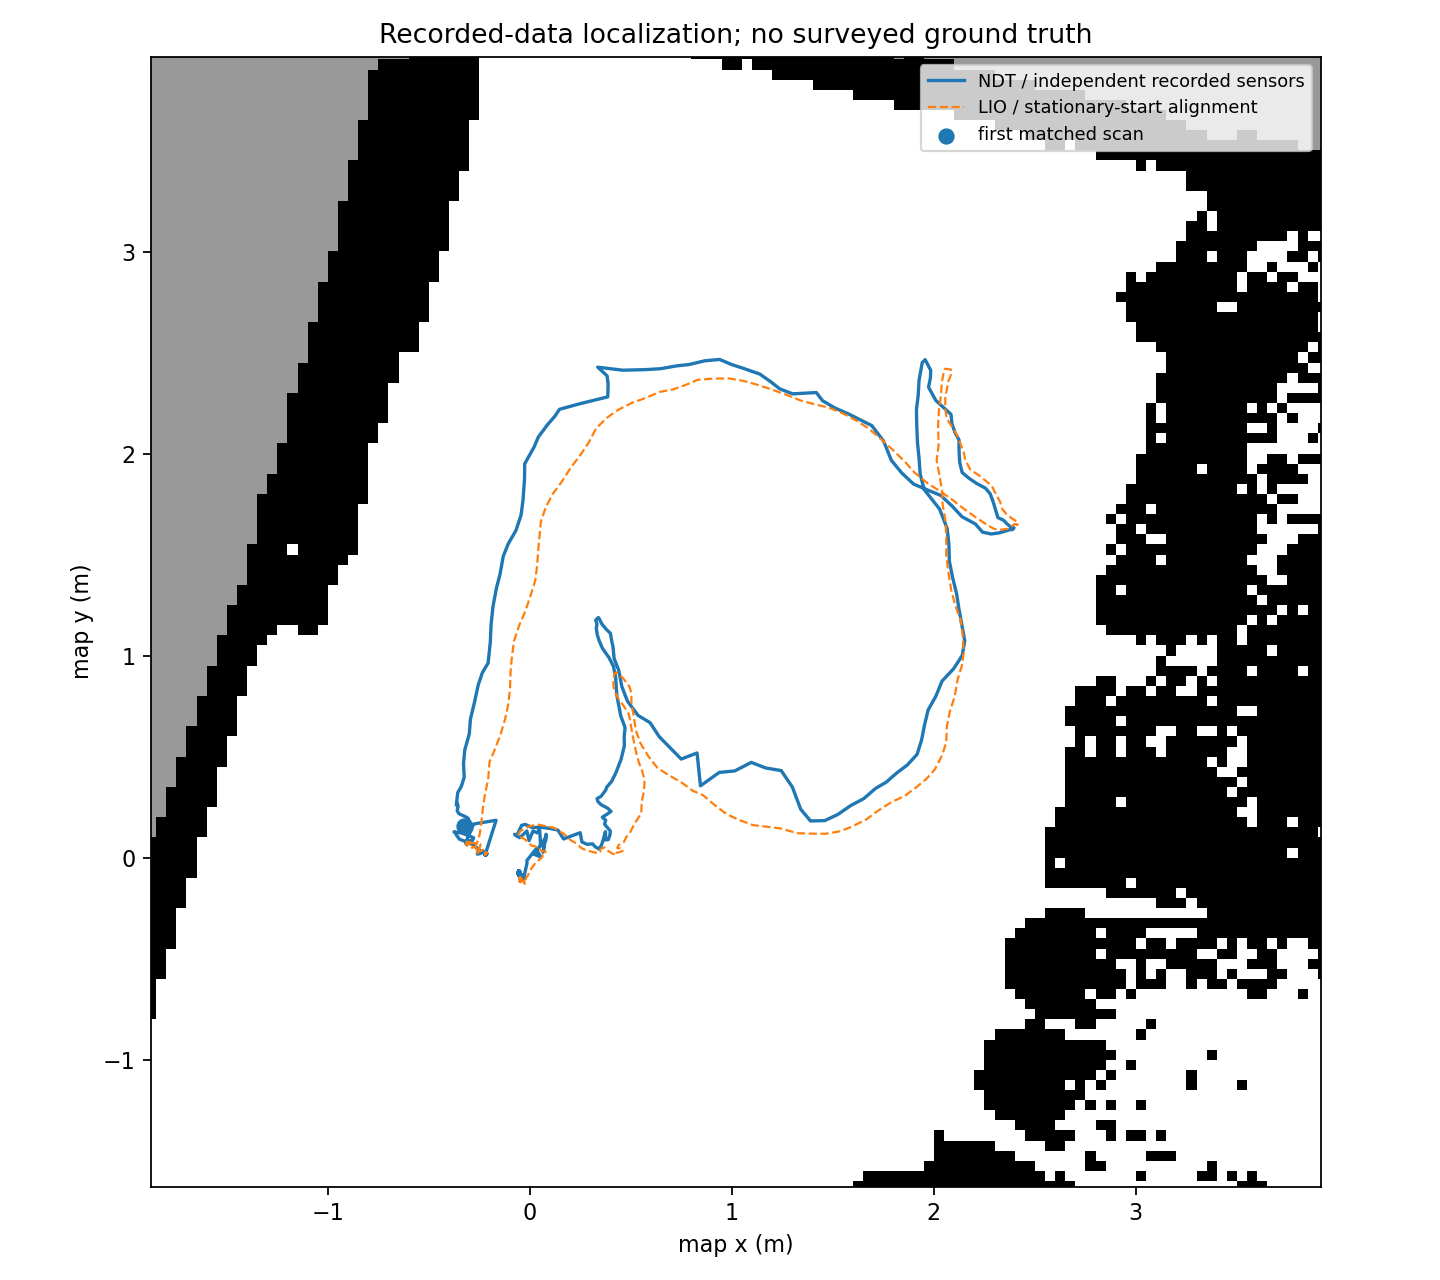 Recorded-data localization; no surveyed ground truth
NDT / independent recorded sensors
LIO / stationary-start alignment
first matched scan
3
2
1
0
−1
map y (m)
−1
0
1
2
3
map x (m)